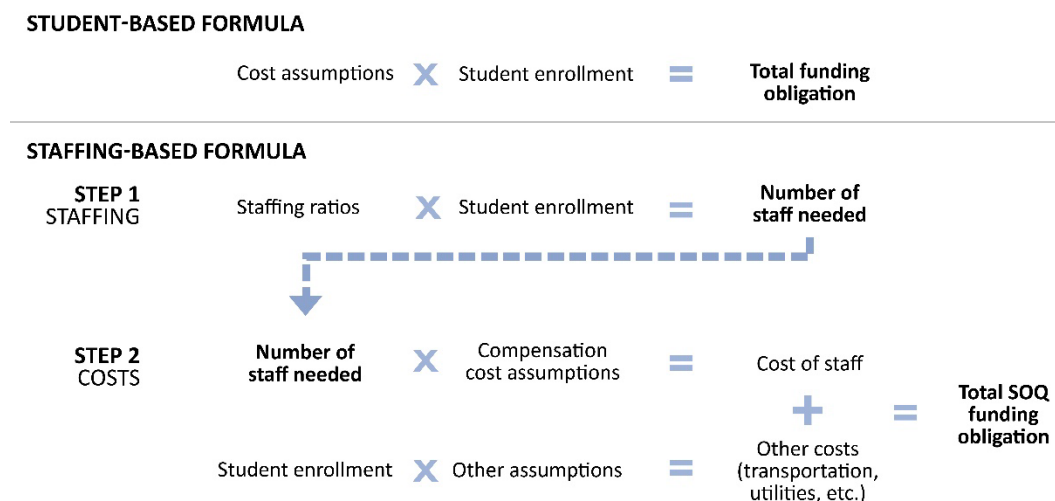 STUDENT-BASED FORMULA
Cost assumptions X Student enrollment = Total funding
obligation
STAFFING-BASED FORMULA
STEP 1
STAFFING
Staffing ratios X Student enrollment = Number of
staff needed
STEP 2
COSTS
Number of
staff needed
X
Compensation
cost assumptions
=
Cost of staff
+
Student enrollment X Other assumptions =
Other costs
(transportation,
utilities, etc.)
=
Total SOQ
funding
obligation